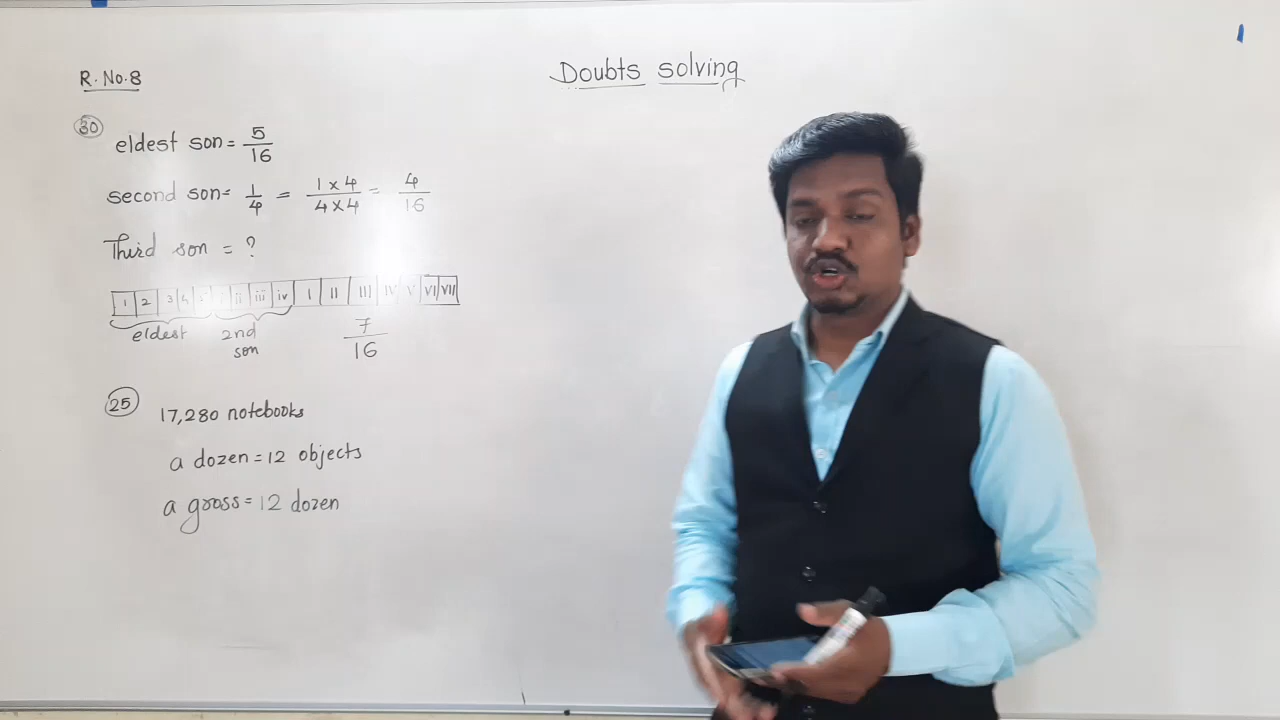 Doubts solving
R. No. 8
30
eldest son = 5/16
second son = 1/4 = 1 x 4 / 4 x 4 = 4/16
Third son = ?
1 2 3 4 5 i ii iii iv I II III IV V VI VII
eldest 2nd son
7/16
25
17,280 notebooks
a dozen = 12 objects
a gross = 12 dozen